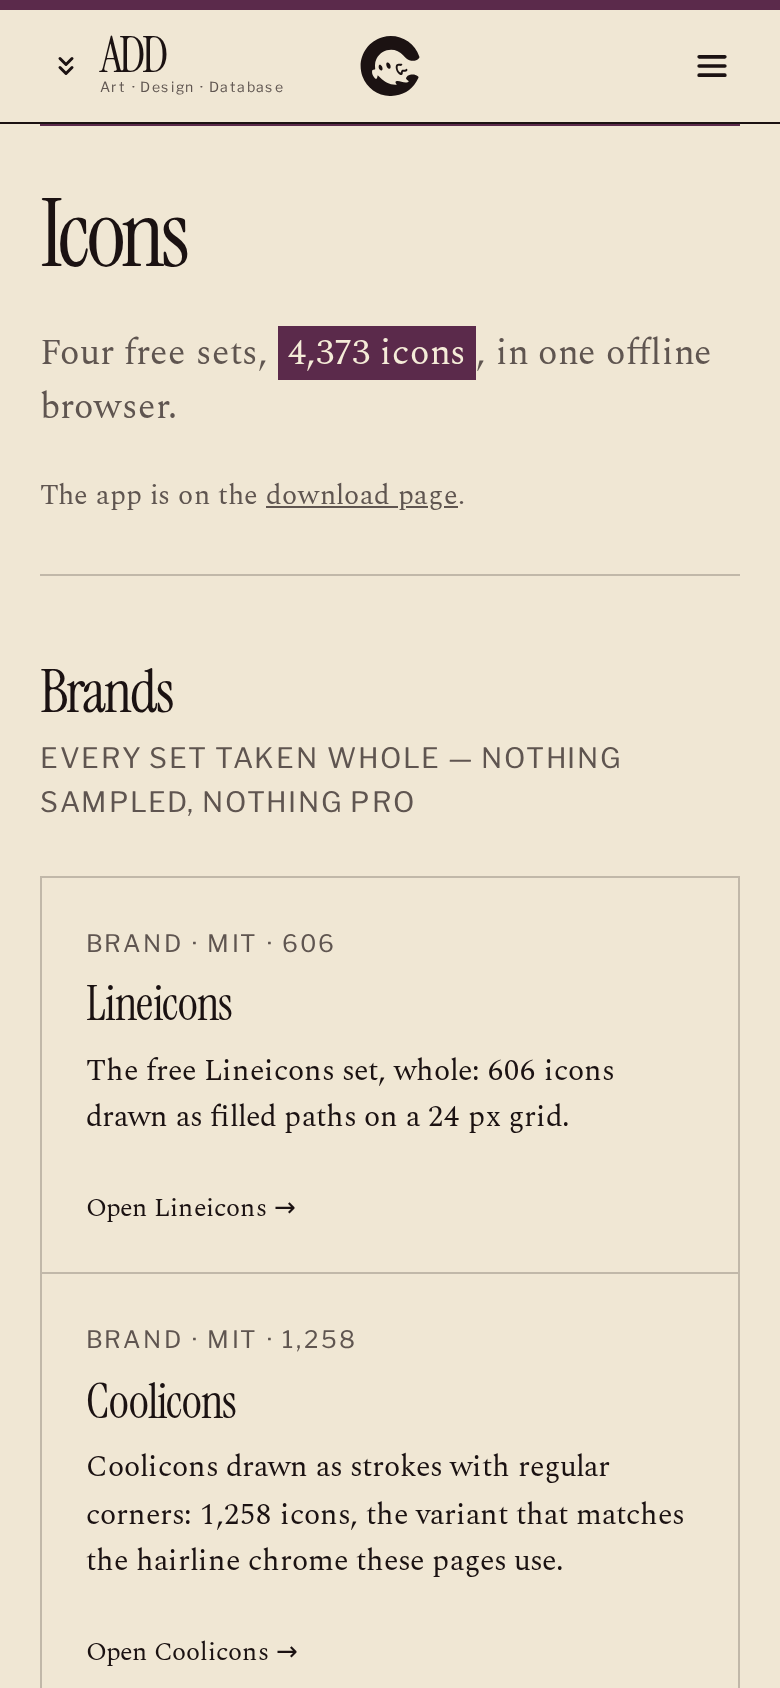 ADD
Art · Design · Database
Icons
Four free sets, 4,373 icons, in one offline
browser.
The app is on the download page.
Brands
EVERY SET TAKEN WHOLE — NOTHING
SAMPLED, NOTHING PRO
BRAND · MIT · 606
Lineicons
The free Lineicons set, whole: 606 icons
drawn as filled paths on a 24 px grid.
Open Lineicons →
BRAND · MIT · 1,258
Coolicons
Coolicons drawn as strokes with regular
corners: 1,258 icons, the variant that matches
the hairline chrome these pages use.
Open Coolicons →